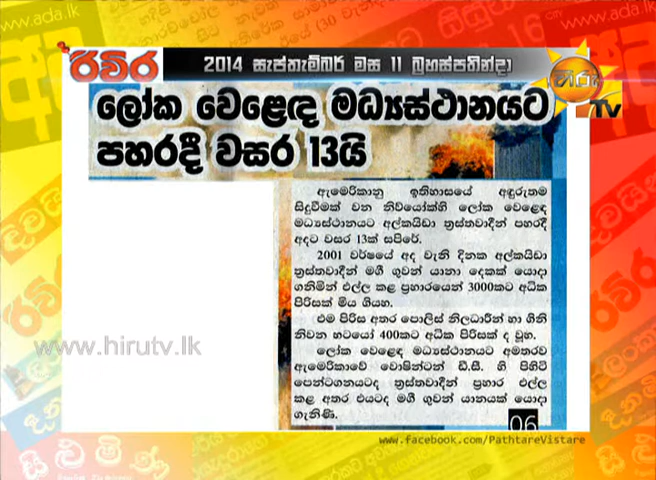 www.ada.lk
www.ada.lk
රිවිර
2014 සැප්තැම්බර් මස 11 බ්‍රහස්පතින්දා
හිරු
TV
ලෝක වෙළෙඳ මධ්‍යස්ථානයට
පහරදී වසර 13යි
ඇමෙරිකානු ඉතිහාසයේ අඳුරුතම
සිදුවීමක් වන නිව්යෝක්හි ලෝක වෙළෙඳ
මධ්‍යස්ථානයට අල්කයිඩා ත්‍රස්තවාදීන් පහරදී
අදට වසර 13ක් සපිරේ.
2001 වර්ෂයේ අද වැනි දිනක අල්කයිඩා
ත්‍රස්තවාදීන් මගී ගුවන් යානා දෙකක් යොදා
ගනිමින් එල්ල කළ ප්‍රහාරයෙන් 3000කට අධික
පිරිසක් මිය ගියහ.
එම පිරිස අතර පොලිස් නිලධාරීන් හා ගිනි
නිවන භටයෝ 400කට අධික පිරිසක් ද වූහ.
ලෝක වෙළෙඳ මධ්‍යස්ථානයට අමතරව
ඇමෙරිකාවේ වොෂින්ටන් ඩී.සී. හි පිහිටි
පෙන්ටගනයටද ත්‍රස්තවාදීන් ප්‍රහාර එල්ල
කළ අතර එයටද මගී ගුවන් යානයක් යොදා
ගැනිණි.
06
www.hirutv.lk
www.facebook.com/PathtareVistare